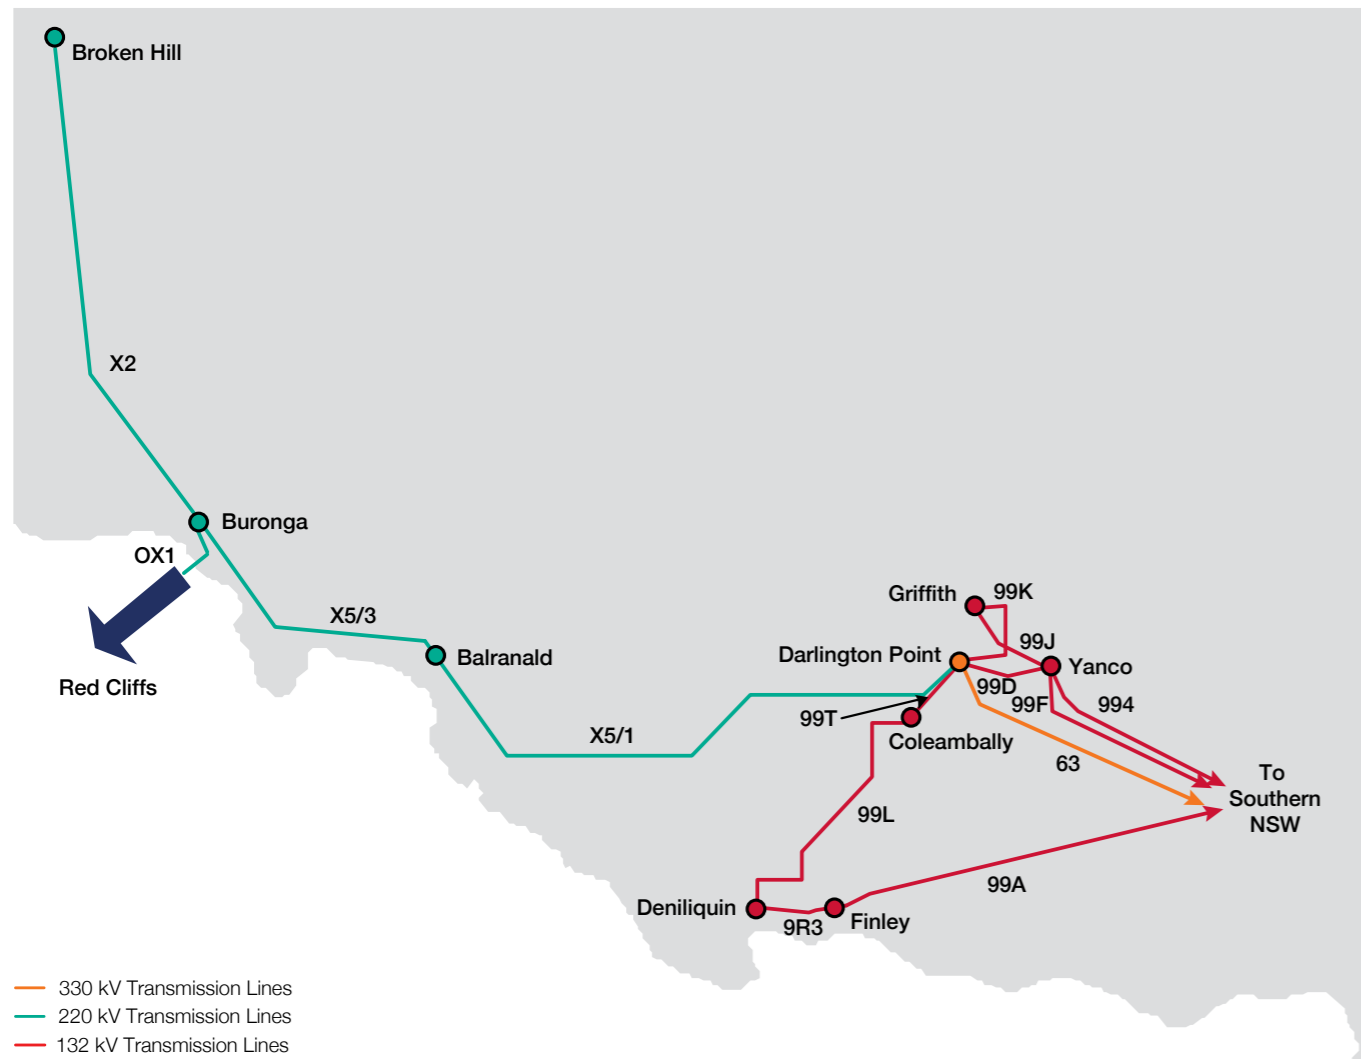 Broken Hill
X2
Buronga
OX1
Red Cliffs
X5/3
Balranald
X5/1
Griffith
99K
99J
Darlington Point
Yanco
99D
99F
994
99T
Coleambally
63
To
Southern
NSW
99L
99A
Deniliquin
9R3
Finley
330 kV Transmission Lines
220 kV Transmission Lines
132 kV Transmission Lines